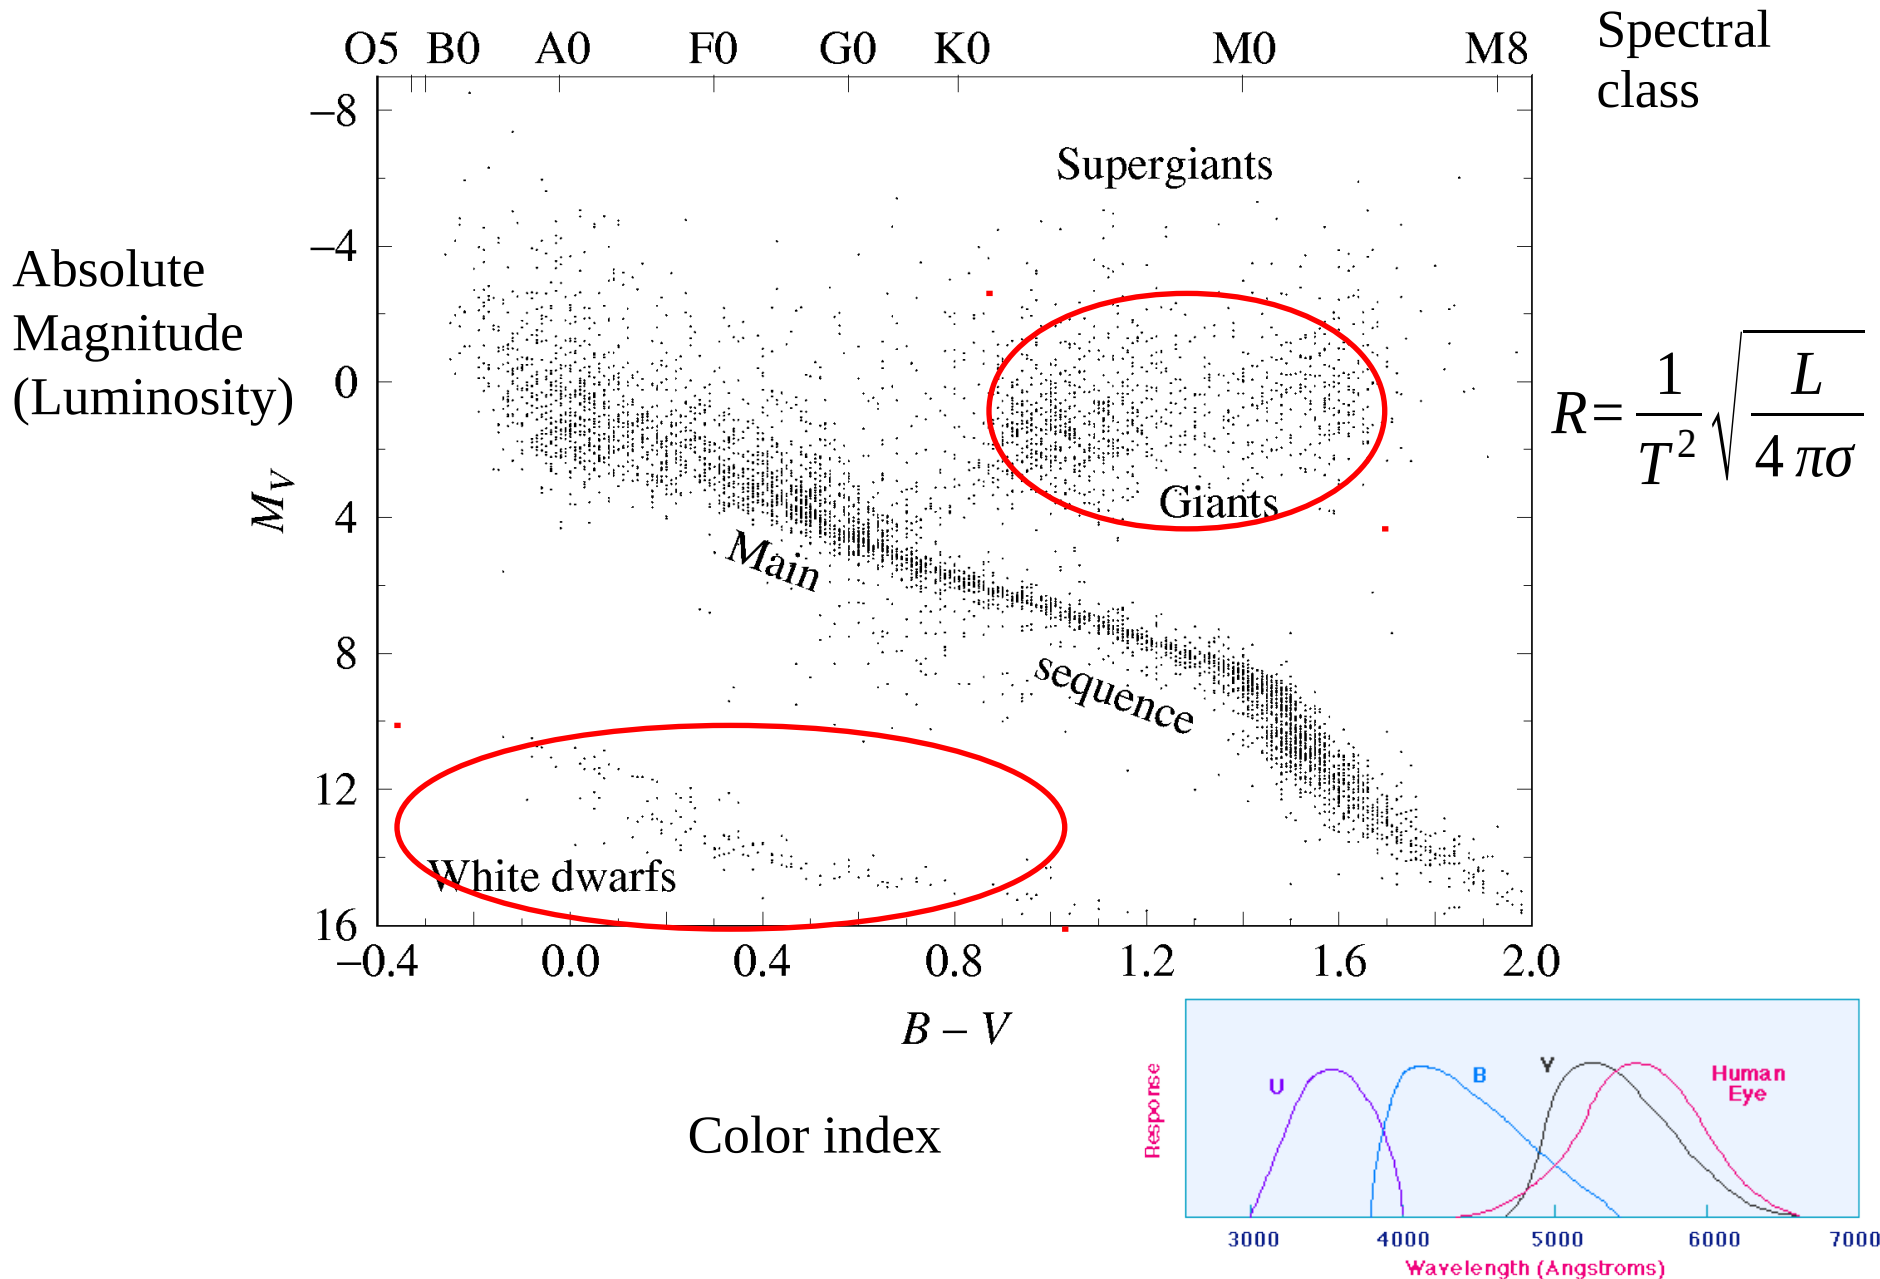 O5 B0 A0 F0 G0 K0 M0 M8
Spectral
class
−8
−4
0
4
8
12
16
Absolute
Magnitude
(Luminosity)
M_V
Supergiants
Giants
Main
sequence
White dwarfs
R = 1/T² √(L/4πσ)
−0.4 0.0 0.4 0.8 1.2 1.6 2.0
B − V
Color index
Response
U
B
V
Human
Eye
3000 4000 5000 6000 7000
Wavelength (Angstroms)